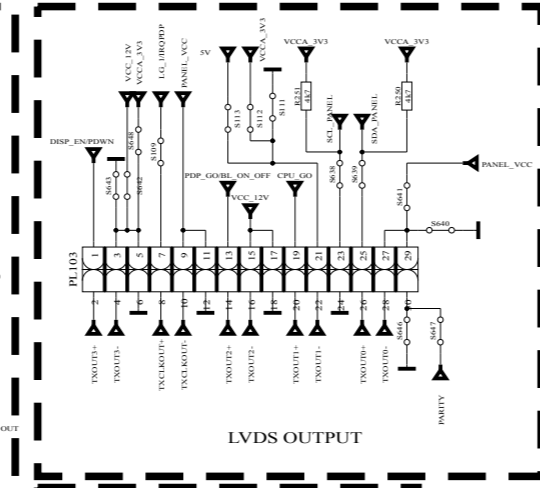 VCC_12V
VCCA_3V3
LG_1/IRQPDP
PANEL_VCC
5V
VCCA_3V3
VCCA_3V3
VCCA_3V3
S113
S112
S111
R251
4k7
R250
4k7
SCL_PANEL
SDA_PANEL
DISP_EN/PDWN
S643
S648
S642
S109
PDP_GO/BL_ON_OFF
CPU_GO
VCC_12V
S638
S639
S641
PANEL_VCC
S640
PL103
1
3
5
7
9
11
13
15
17
19
21
23
25
27
29
2
4
6
8
10
12
14
16
18
20
22
24
26
28
30
TXOUT3+
TXOUT3-
TXCLKOUT+
TXCLKOUT-
TXOUT2+
TXOUT2-
TXOUT1+
TXOUT1-
TXOUT0+
TXOUT0-
S646
S647
PARITY
OUT
LVDS OUTPUT